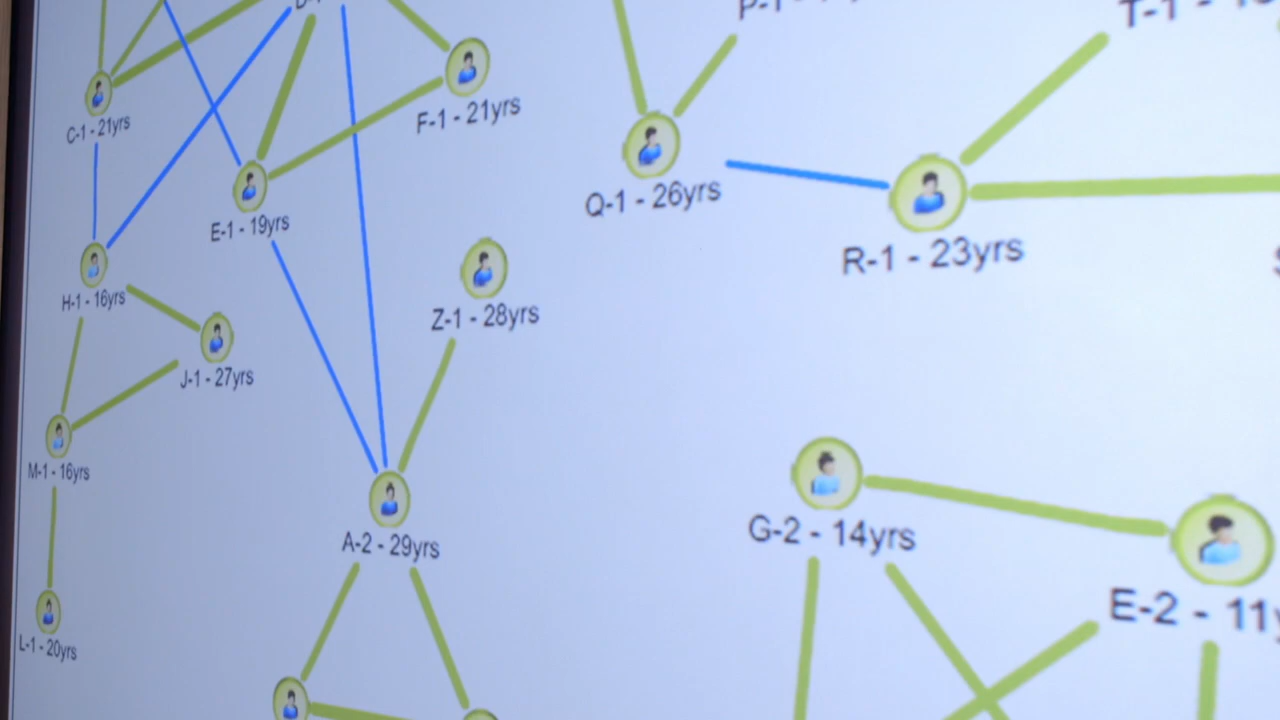 C-1 - 21yrs
F-1 - 21yrs
E-1 - 19yrs
Q-1 - 26yrs
R-1 - 23yrs
H-1 - 16yrs
Z-1 - 28yrs
J-1 - 27yrs
M-1 - 16yrs
A-2 - 29yrs
G-2 - 14yrs
E-2 - 11y
L-1 - 20yrs